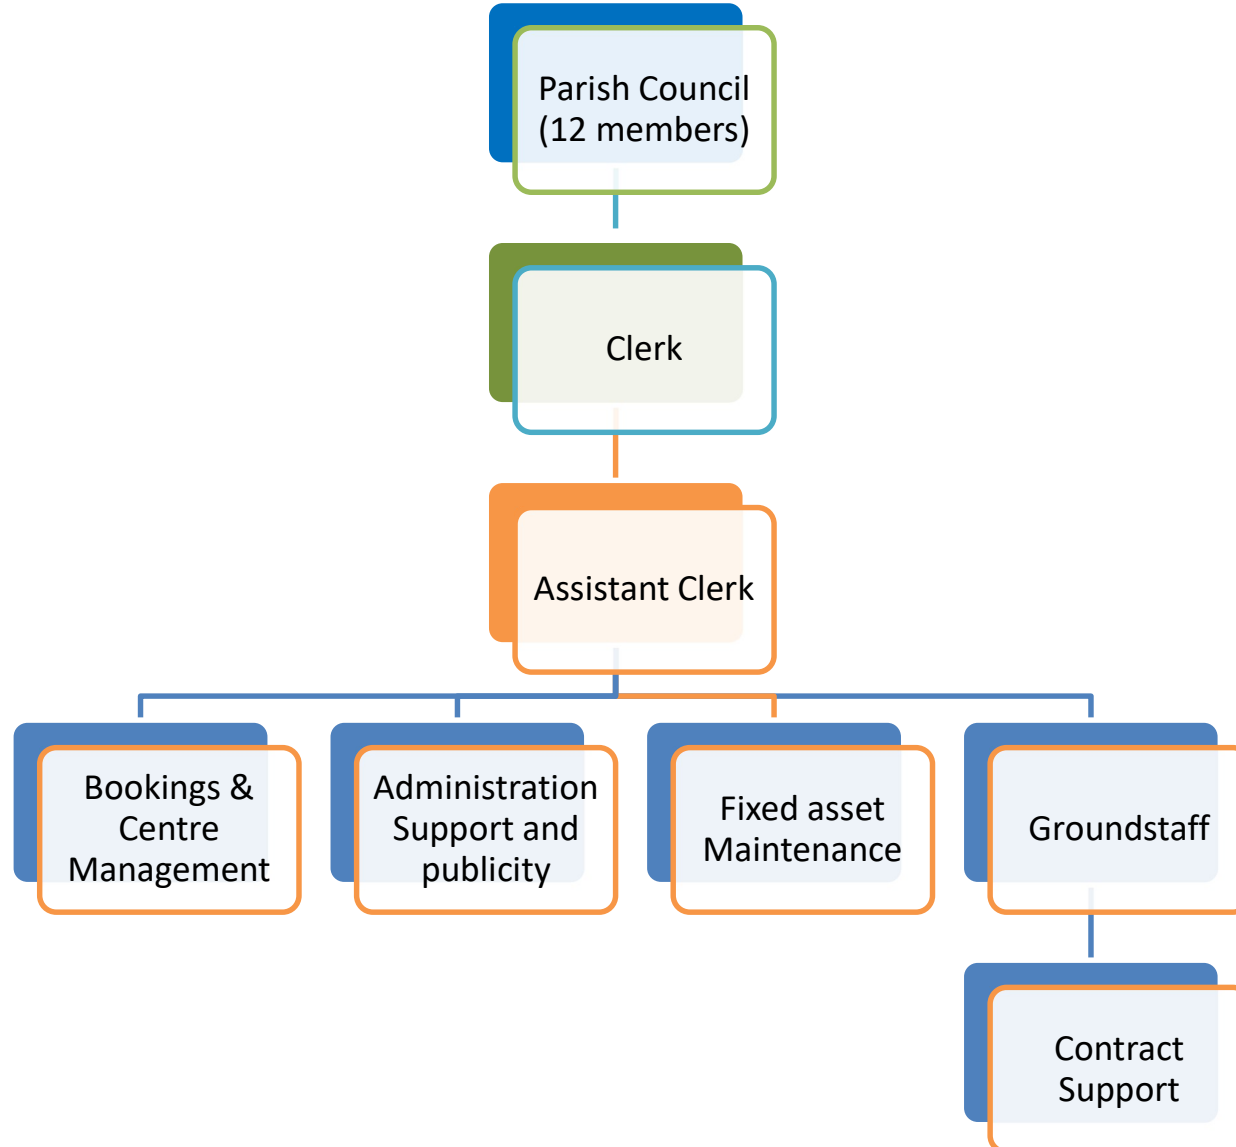 Parish Council
(12 members)
Clerk
Assistant Clerk
Bookings &
Centre
Management
Administration
Support and
publicity
Fixed asset
Maintenance
Groundstaff
Contract
Support